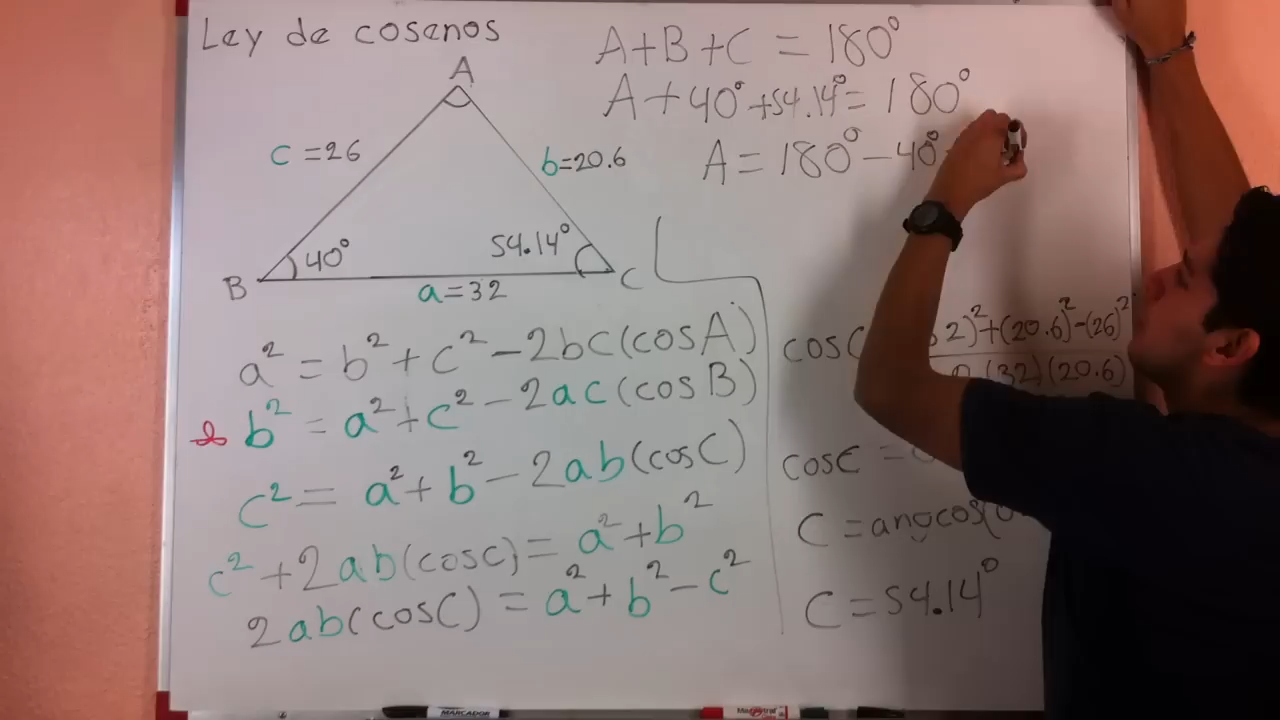 Ley de cosenos
A
c =26
b=20.6
40°
54.14°
B
C
a=32
a² = b² + c² - 2bc(cosA)
b² = a² + c² - 2ac(cosB)
c² = a² + b² - 2ab(cosC)
c² + 2ab(cosc) = a² + b²
2ab(cosC) = a² + b² - c²
A+B+C = 180°
A+40°+54.14°=180°
A=180°-40°
cosC
2)²+(20.6)²-(26)²
(32)(20.6)
cosC =
C=angcos(
C=54.14°
MARCADOR